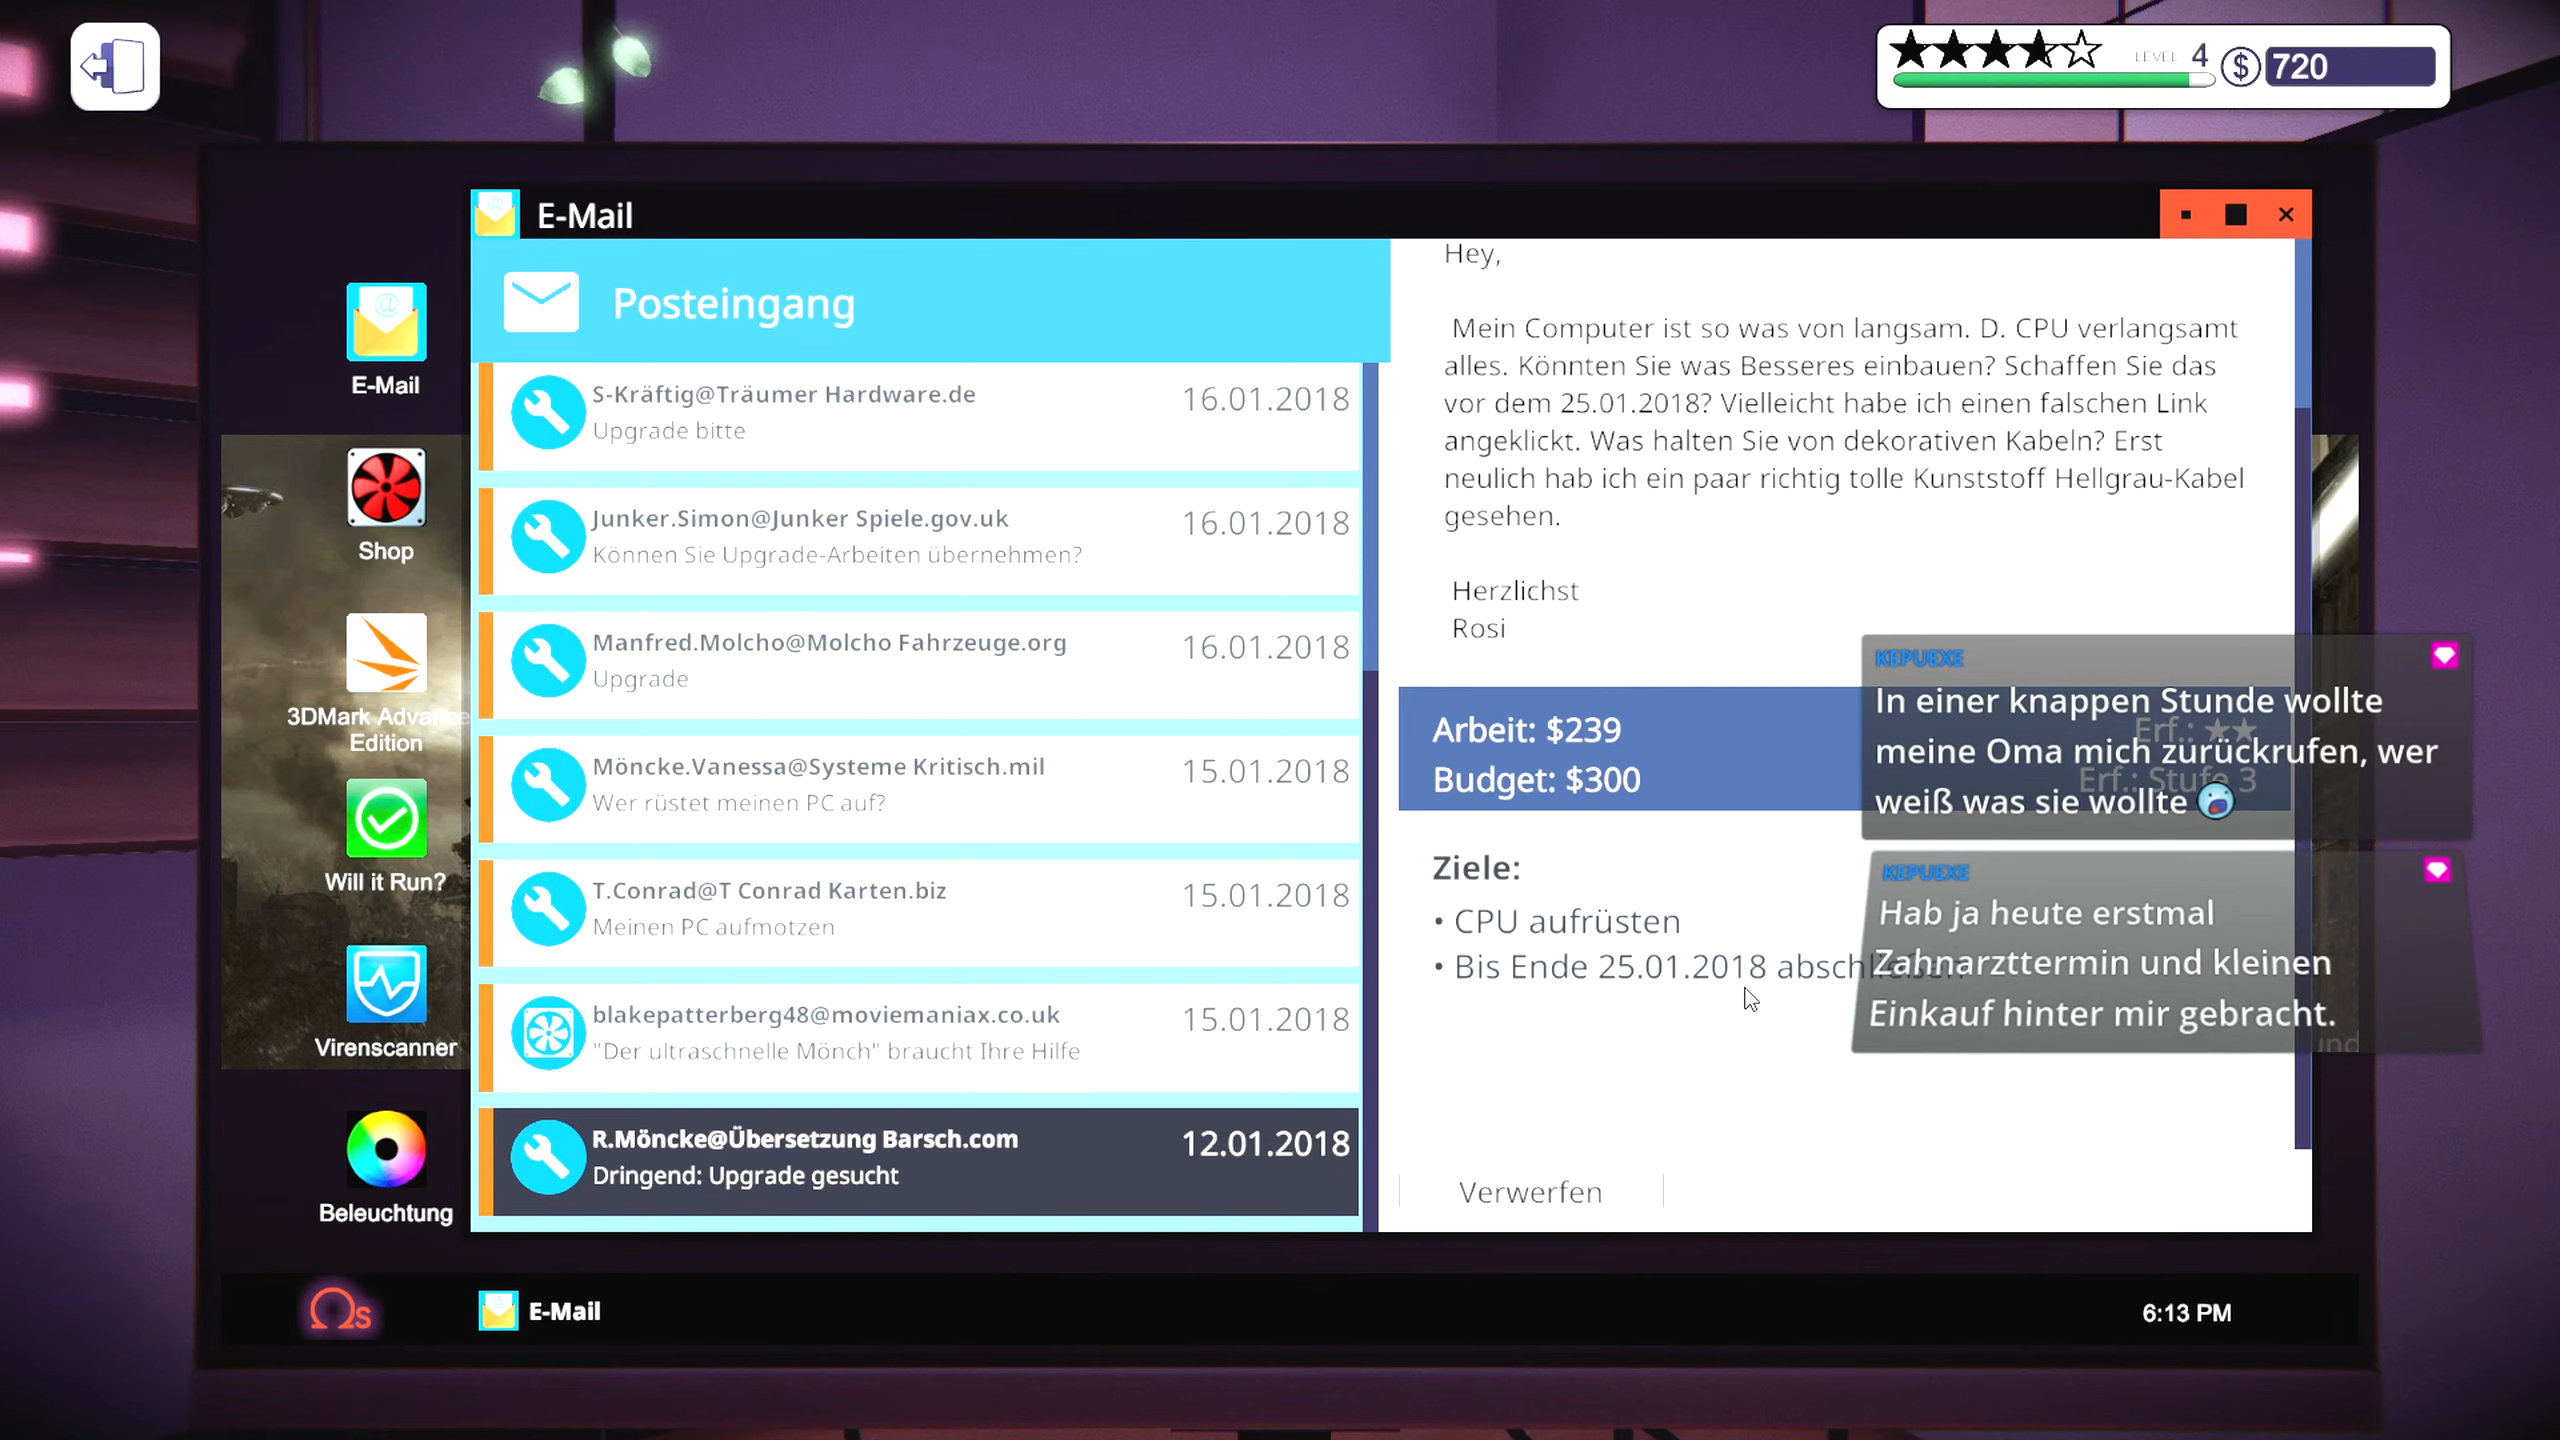 LEVEL 4
720
E-Mail
Posteingang
S-Kräftig@Träumer Hardware.de
16.01.2018
Upgrade bitte
Junker.Simon@Junker Spiele.gov.uk
16.01.2018
Können Sie Upgrade-Arbeiten übernehmen?
Manfred.Molcho@Molcho Fahrzeuge.org
16.01.2018
Upgrade
Möncke.Vanessa@Systeme Kritisch.mil
15.01.2018
Wer rüstet meinen PC auf?
T.Conrad@T Conrad Karten.biz
15.01.2018
Meinen PC aufmotzen
blakepatterberg48@moviemaniax.co.uk
15.01.2018
"Der ultraschnelle Mönch" braucht Ihre Hilfe
R.Möncke@Übersetzung Barsch.com
12.01.2018
Dringend: Upgrade gesucht
Hey,
Mein Computer ist so was von langsam. D. CPU verlangsamt
alles. Könnten Sie was Besseres einbauen? Schaffen Sie das
vor dem 25.01.2018? Vielleicht habe ich einen falschen Link
angeklickt. Was halten Sie von dekorativen Kabeln? Erst
neulich hab ich ein paar richtig tolle Kunststoff Hellgrau-Kabel
gesehen.
Herzlichst
Rosi
Arbeit: $239
Erf.: ★★
Budget: $300
Erf.: Stufe 3
Ziele:
• CPU aufrüsten
• Bis Ende 25.01.2018 abschließen
Verwerfen
KEPUEXE
In einer knappen Stunde wollte
meine Oma mich zurückrufen, wer
weiß was sie wollte
KEPUEXE
Hab ja heute erstmal
Zahnarzttermin und kleinen
Einkauf hinter mir gebracht.
E-Mail
Shop
3DMark Advance
Edition
Will it Run?
Virenscanner
Beleuchtung
Ωs
E-Mail
6:13 PM